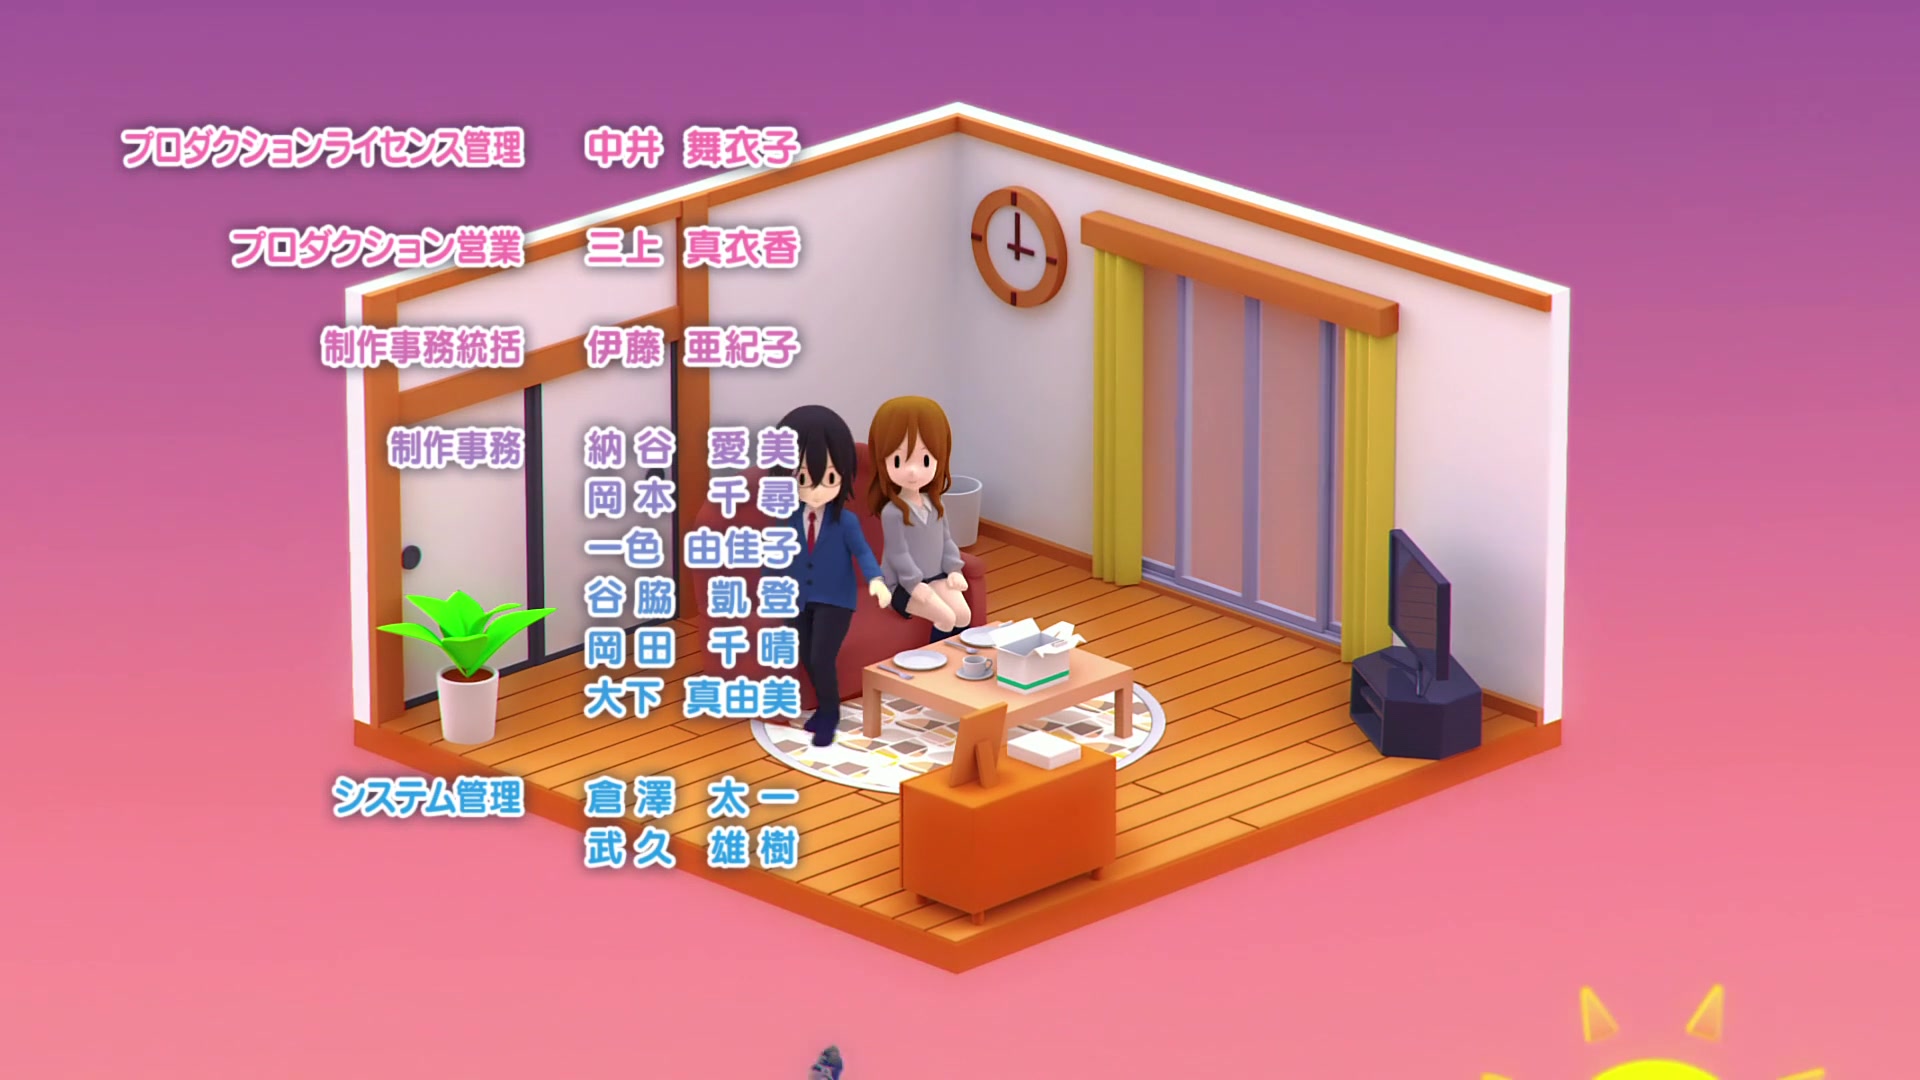 プロダクションライセンス管理 中井 舞衣子
プロダクション営業 三上 真衣香
制作事務統括 伊藤 亜紀子
制作事務 納谷 愛美
岡本 千尋
一色 由佳子
谷脇 凱登
岡田 千晴
大下 真由美
システム管理 倉澤 太一
武久 雄樹